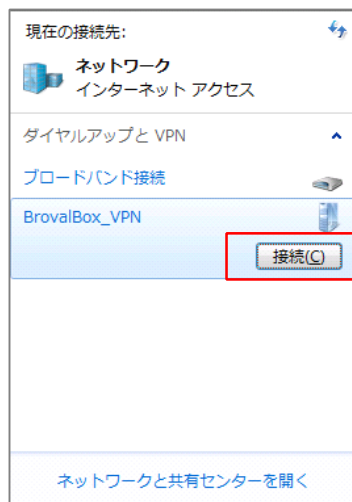 現在の接続先:
ネットワーク
インターネット アクセス
ダイヤルアップと VPN
ブロードバンド接続
BrovalBox_VPN
接続(C)
ネットワークと共有センターを開く